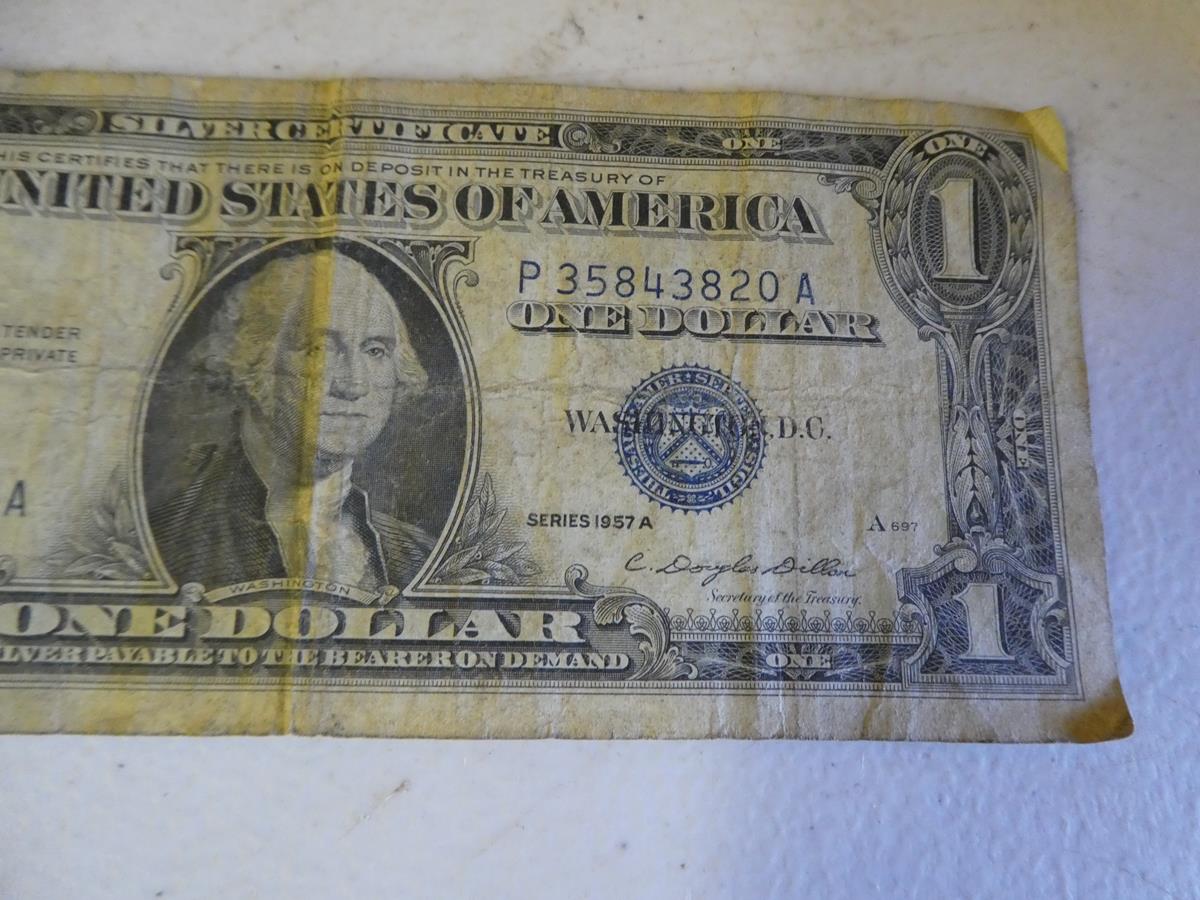 SILVER CERTIFICATE ONE ONE
HIS CERTIFIES THAT THERE IS ON DEPOSIT IN THE TREASURY OF
1
UNITED STATES OF AMERICA
P 35843820 A
ONE DOLLAR
TENDER
PRIVATE
WASHINGTON, D.C.
ONE
A
SERIES 1957 A
A 697
C. Douglas Dillon
Secretary of the Treasury.
WASHINGTON
ONE DOLLAR
1
ILVER PAYABLE TO THE BEARER ON DEMAND
ONE